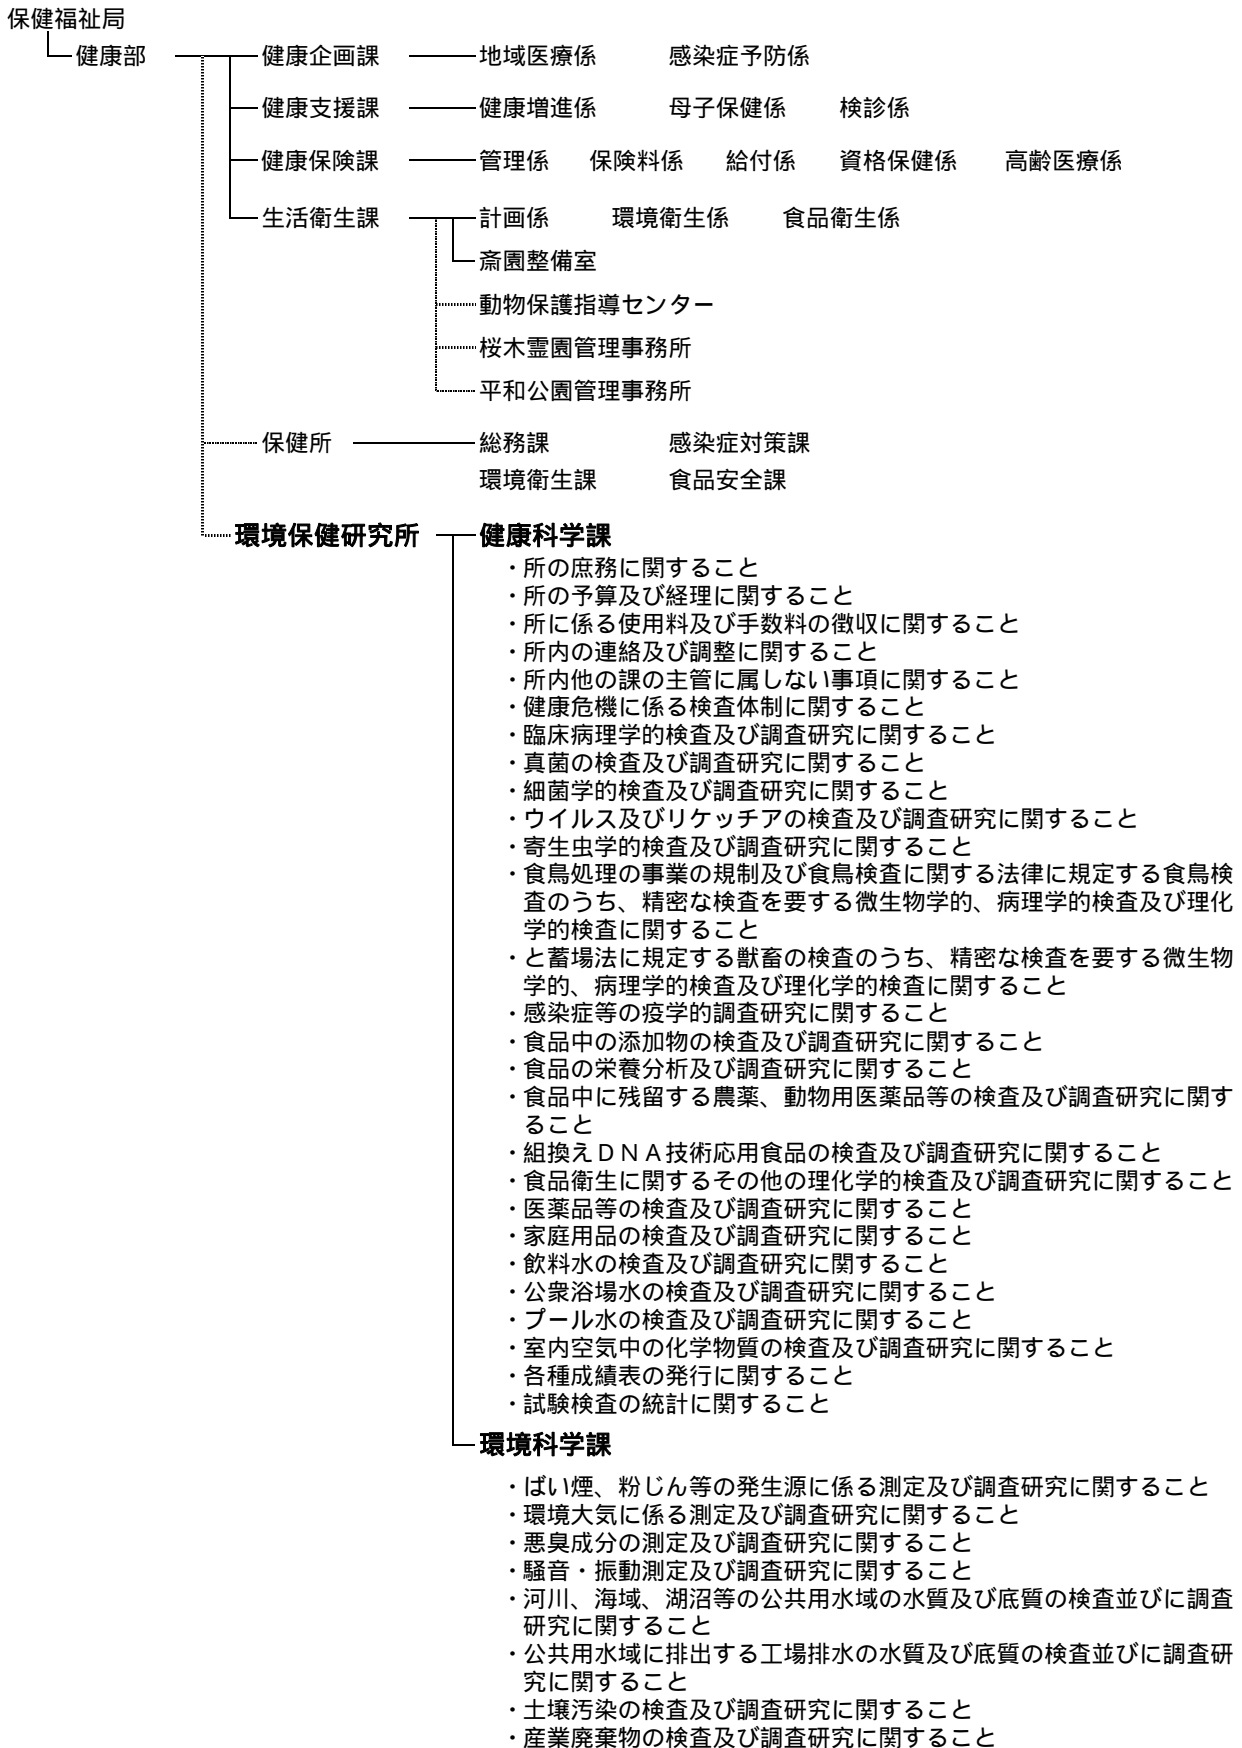 保健福祉局
健康部 健康企画課 地域医療係 感染症予防係
健康支援課 健康増進係 母子保健係 検診係
健康保険課 管理係 保険料係 給付係 資格保健係 高齢医療係
生活衛生課 計画係 環境衛生係 食品衛生係
斎園整備室
動物保護指導センター
桜木霊園管理事務所
平和公園管理事務所
保健所 総務課 感染症対策課
環境衛生課 食品安全課
環境保健研究所 健康科学課
・所の庶務に関すること
・所の予算及び経理に関すること
・所に係る使用料及び手数料の徴収に関すること
・所内の連絡及び調整に関すること
・所内他の課の主管に属しない事項に関すること
・健康危機に係る検査体制に関すること
・臨床病理学的検査及び調査研究に関すること
・真菌の検査及び調査研究に関すること
・細菌学的検査及び調査研究に関すること
・ウイルス及びリケッチアの検査及び調査研究に関すること
・寄生虫学的検査及び調査研究に関すること
・食鳥処理の事業の規制及び食鳥検査に関する法律に規定する食鳥検
査のうち、精密な検査を要する微生物学的、病理学的検査及び理化
学的検査に関すること
・と蓄場法に規定する獣畜の検査のうち、精密な検査を要する微生物
学的、病理学的検査及び理化学的検査に関すること
・感染症等の疫学的調査研究に関すること
・食品中の添加物の検査及び調査研究に関すること
・食品の栄養分析及び調査研究に関すること
・食品中に残留する農薬、動物用医薬品等の検査及び調査研究に関す
ること
・組換えＤＮＡ技術応用食品の検査及び調査研究に関すること
・食品衛生に関するその他の理化学的検査及び調査研究に関すること
・医薬品等の検査及び調査研究に関すること
・家庭用品の検査及び調査研究に関すること
・飲料水の検査及び調査研究に関すること
・公衆浴場水の検査及び調査研究に関すること
・プール水の検査及び調査研究に関すること
・室内空気中の化学物質の検査及び調査研究に関すること
・各種成績表の発行に関すること
・試験検査の統計に関すること
環境科学課
・ばい煙、粉じん等の発生源に係る測定及び調査研究に関すること
・環境大気に係る測定及び調査研究に関すること
・悪臭成分の測定及び調査研究に関すること
・騒音・振動測定及び調査研究に関すること
・河川、海域、湖沼等の公共用水域の水質及び底質の検査並びに調査
研究に関すること
・公共用水域に排出する工場排水の水質及び底質の検査並びに調査研
究に関すること
・土壌汚染の検査及び調査研究に関すること
・産業廃棄物の検査及び調査研究に関すること